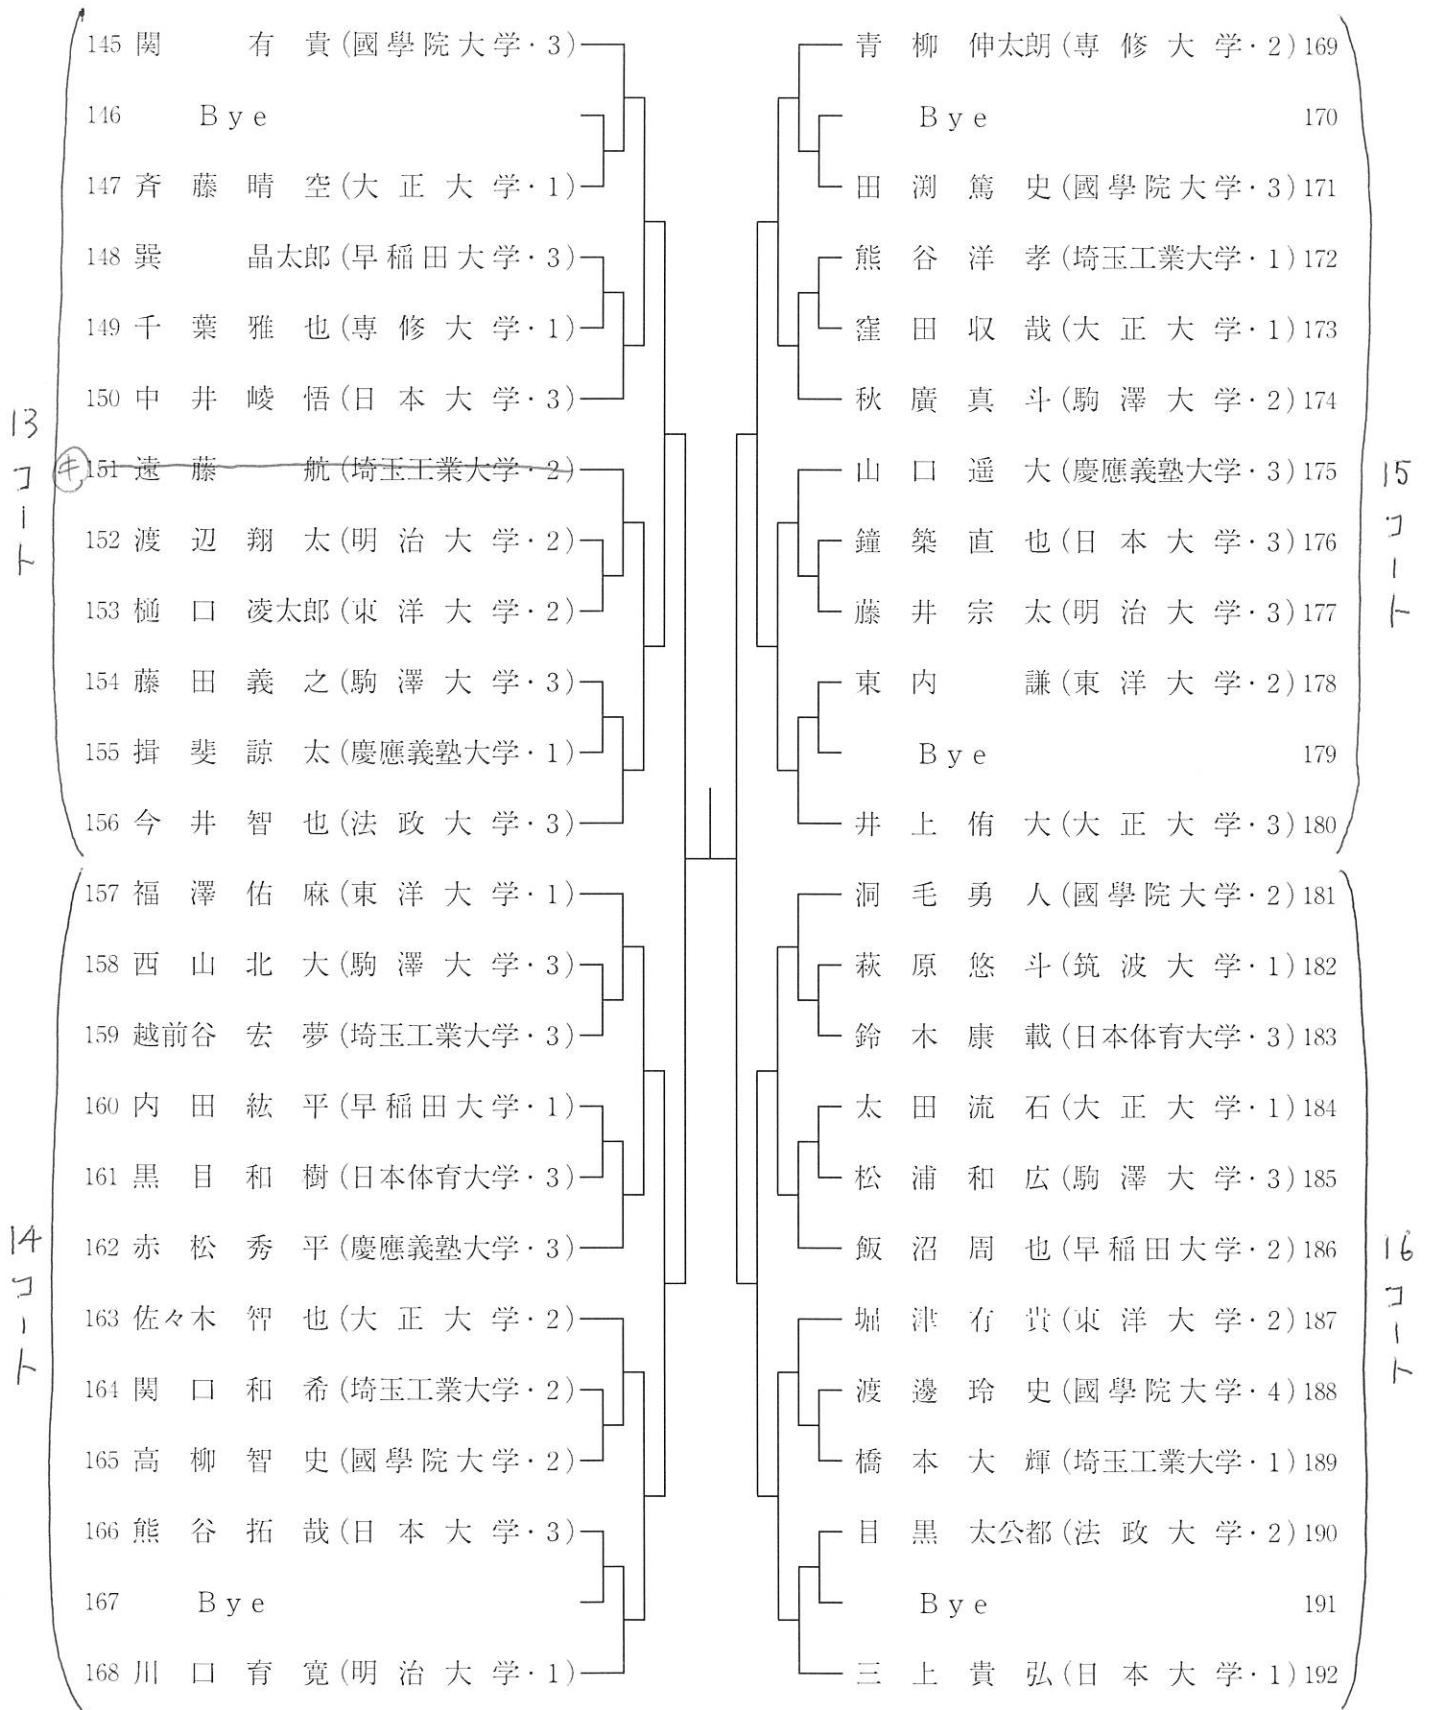 145 関 有貴(國學院大学・3)
146 Bye
147 斉藤晴空(大正大学・1)
148 巽 晶太郎(早稲田大学・3)
149 千葉雅也(専修大学・1)
150 中井崚悟(日本大学・3)
キ 151 遠藤 航(埼玉工業大学・2)
152 渡辺翔太(明治大学・2)
153 樋口凌太郎(東洋大学・2)
154 藤田義之(駒澤大学・3)
155 揖斐諒太(慶應義塾大学・1)
156 今井智也(法政大学・3)
13コート
157 福澤佑麻(東洋大学・1)
158 西山北大(駒澤大学・3)
159 越前谷宏夢(埼玉工業大学・3)
160 内田紘平(早稲田大学・1)
161 黒目和樹(日本体育大学・3)
162 赤松秀平(慶應義塾大学・3)
163 佐々木智也(大正大学・2)
164 関口和希(埼玉工業大学・2)
165 高柳智史(國學院大学・2)
166 熊谷拓哉(日本大学・3)
167 Bye
168 川口育寛(明治大学・1)
14コート
青柳伸太朗(専修大学・2)169
Bye 170
田渕篤史(國學院大学・3)171
熊谷洋孝(埼玉工業大学・1)172
窪田収哉(大正大学・1)173
秋廣真斗(駒澤大学・2)174
山口遥大(慶應義塾大学・3)175
鐘築直也(日本大学・3)176
藤井宗太(明治大学・3)177
東内 謙(東洋大学・2)178
Bye 179
井上侑大(大正大学・3)180
15コート
洞毛勇人(國學院大学・2)181
萩原悠斗(筑波大学・1)182
鈴木康載(日本体育大学・3)183
太田流石(大正大学・1)184
松浦和広(駒澤大学・3)185
飯沼周也(早稲田大学・2)186
堀津有貴(東洋大学・2)187
渡邊玲史(國學院大学・4)188
橋本大輝(埼玉工業大学・1)189
目黒太公都(法政大学・2)190
Bye 191
三上貴弘(日本大学・1)192
16コート